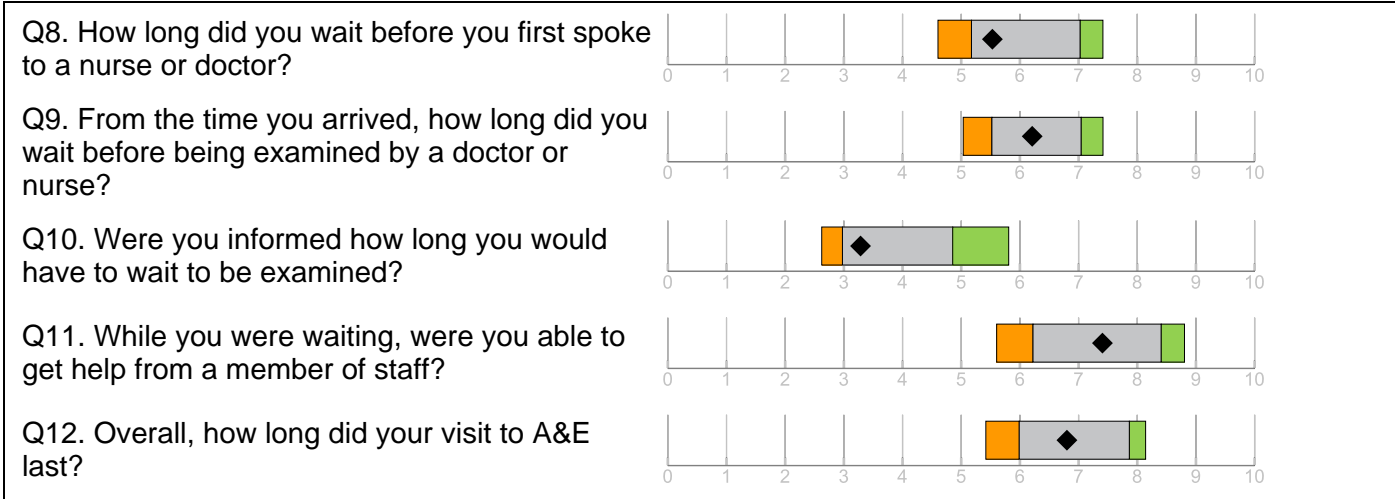 Q8. How long did you wait before you first spoke
to a nurse or doctor?
0 1 2 3 4 5 6 7 8 9 10
Q9. From the time you arrived, how long did you
wait before being examined by a doctor or
nurse?
0 1 2 3 4 5 6 7 8 9 10
Q10. Were you informed how long you would
have to wait to be examined?
0 1 2 3 4 5 6 7 8 9 10
Q11. While you were waiting, were you able to
get help from a member of staff?
0 1 2 3 4 5 6 7 8 9 10
Q12. Overall, how long did your visit to A&E
last?
0 1 2 3 4 5 6 7 8 9 10